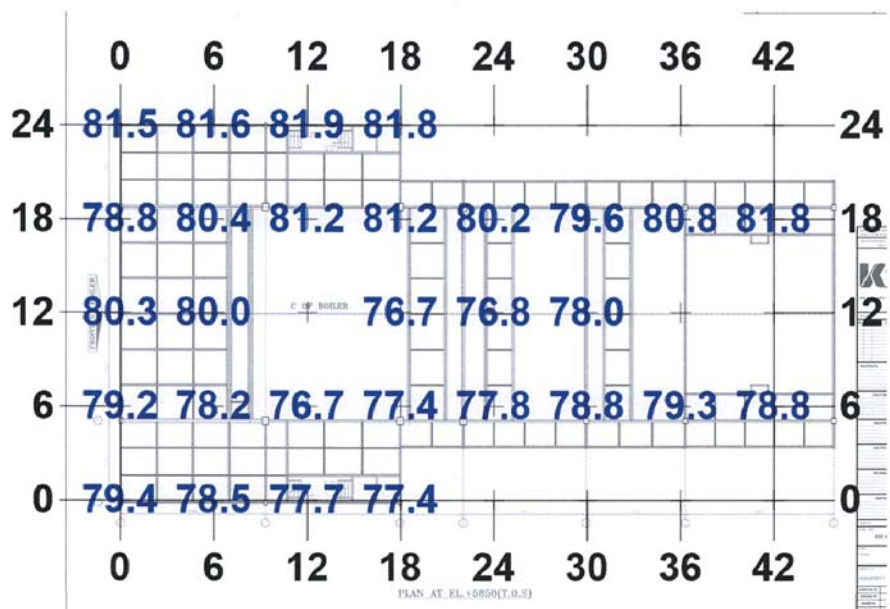 0 6 12 18 24 30 36 42
24 81.5 81.6 81.9 81.8 24
18 78.8 80.4 81.2 81.2 80.2 79.6 80.8 81.8 18
12 80.3 80.0 C OF BOILER 76.7 76.8 78.0 12
6 79.2 78.2 76.7 77.4 77.8 78.8 79.3 78.8 6
0 79.4 78.5 77.7 77.4 0
0 6 12 18 24 30 36 42
PLAN AT EL.+5850(T.O.S)
K